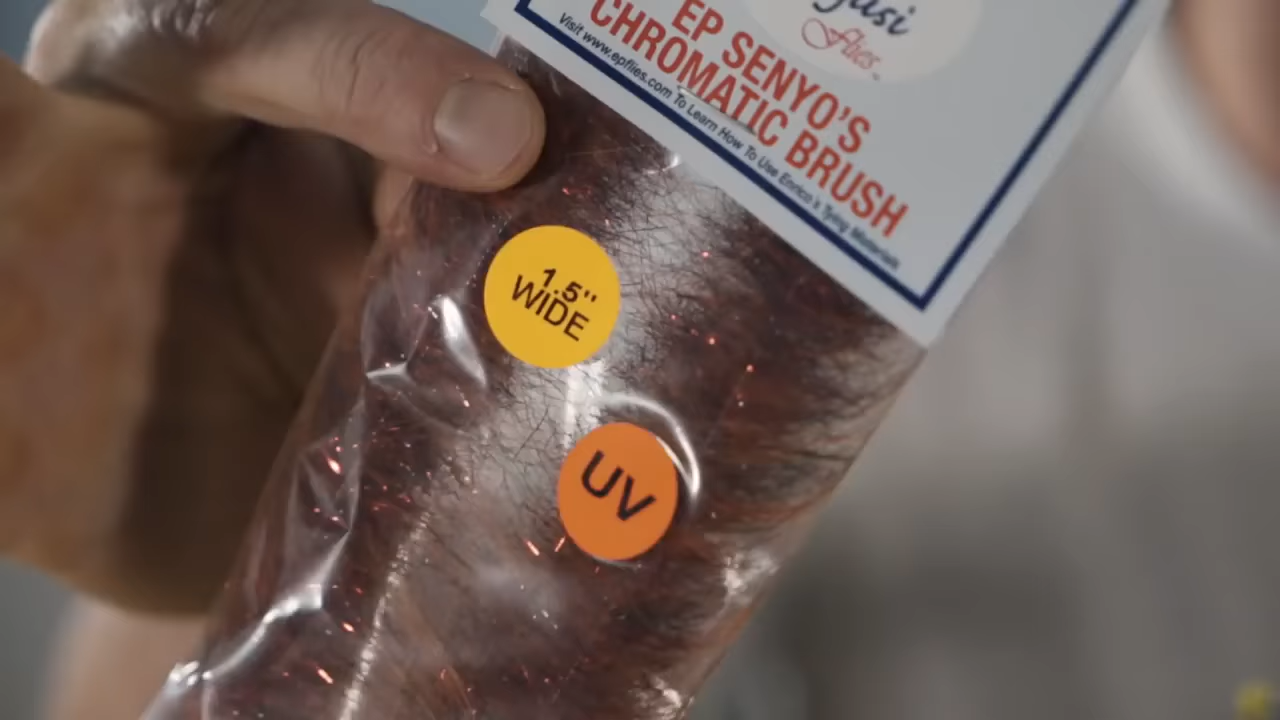 Flies
EP SENYO'S
CHROMATIC BRUSH
Visit www.epflies.com To Learn How To Use Enrico's Tying Materials
1.5"
WIDE
UV